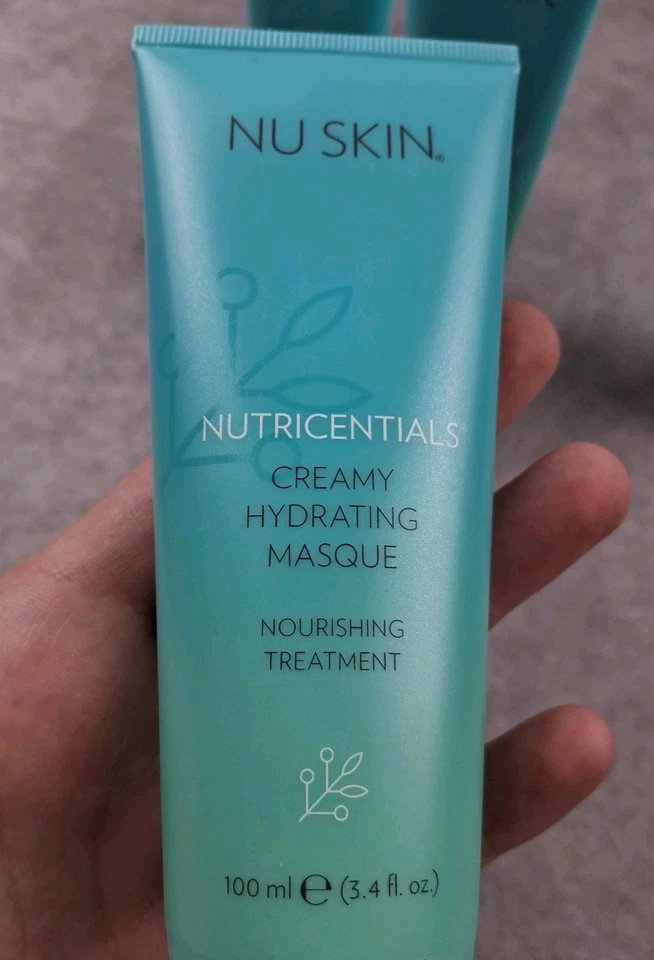 NU SKIN®
NUTRICENTIALS®
CREAMY
HYDRATING
MASQUE
NOURISHING
TREATMENT
100 ml ℮ (3.4 fl. oz.)